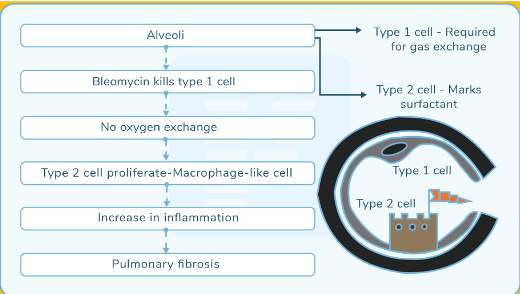 Alveoli
Type 1 cell - Required
for gas exchange
Bleomycin kills type 1 cell
Type 2 cell - Marks
surfactant
No oxygen exchange
Type 2 cell proliferate-Macrophage-like cell
Type 1 cell
Type 2 cell
Increase in inflammation
Pulmonary fibrosis